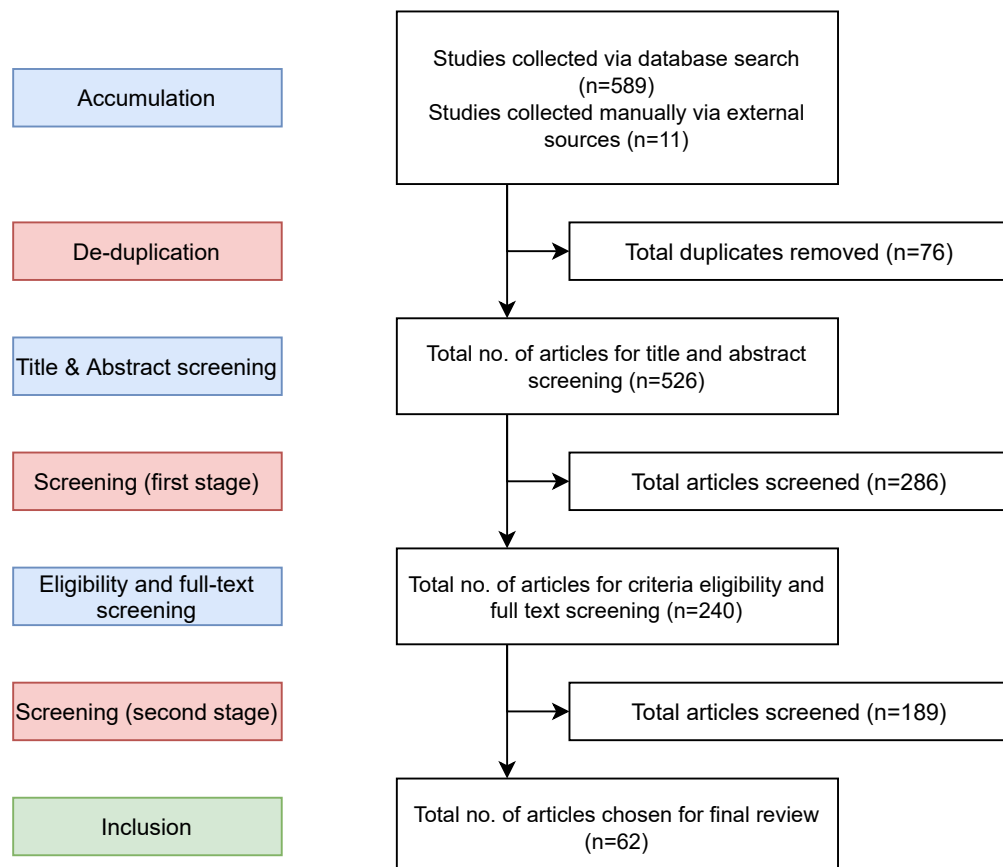 Accumulation
Studies collected via database search
(n=589)
Studies collected manually via external
sources (n=11)
De-duplication
Total duplicates removed (n=76)
Title & Abstract screening
Total no. of articles for title and abstract
screening (n=526)
Screening (first stage)
Total articles screened (n=286)
Eligibility and full-text
screening
Total no. of articles for criteria eligibility and
full text screening (n=240)
Screening (second stage)
Total articles screened (n=189)
Inclusion
Total no. of articles chosen for final review
(n=62)